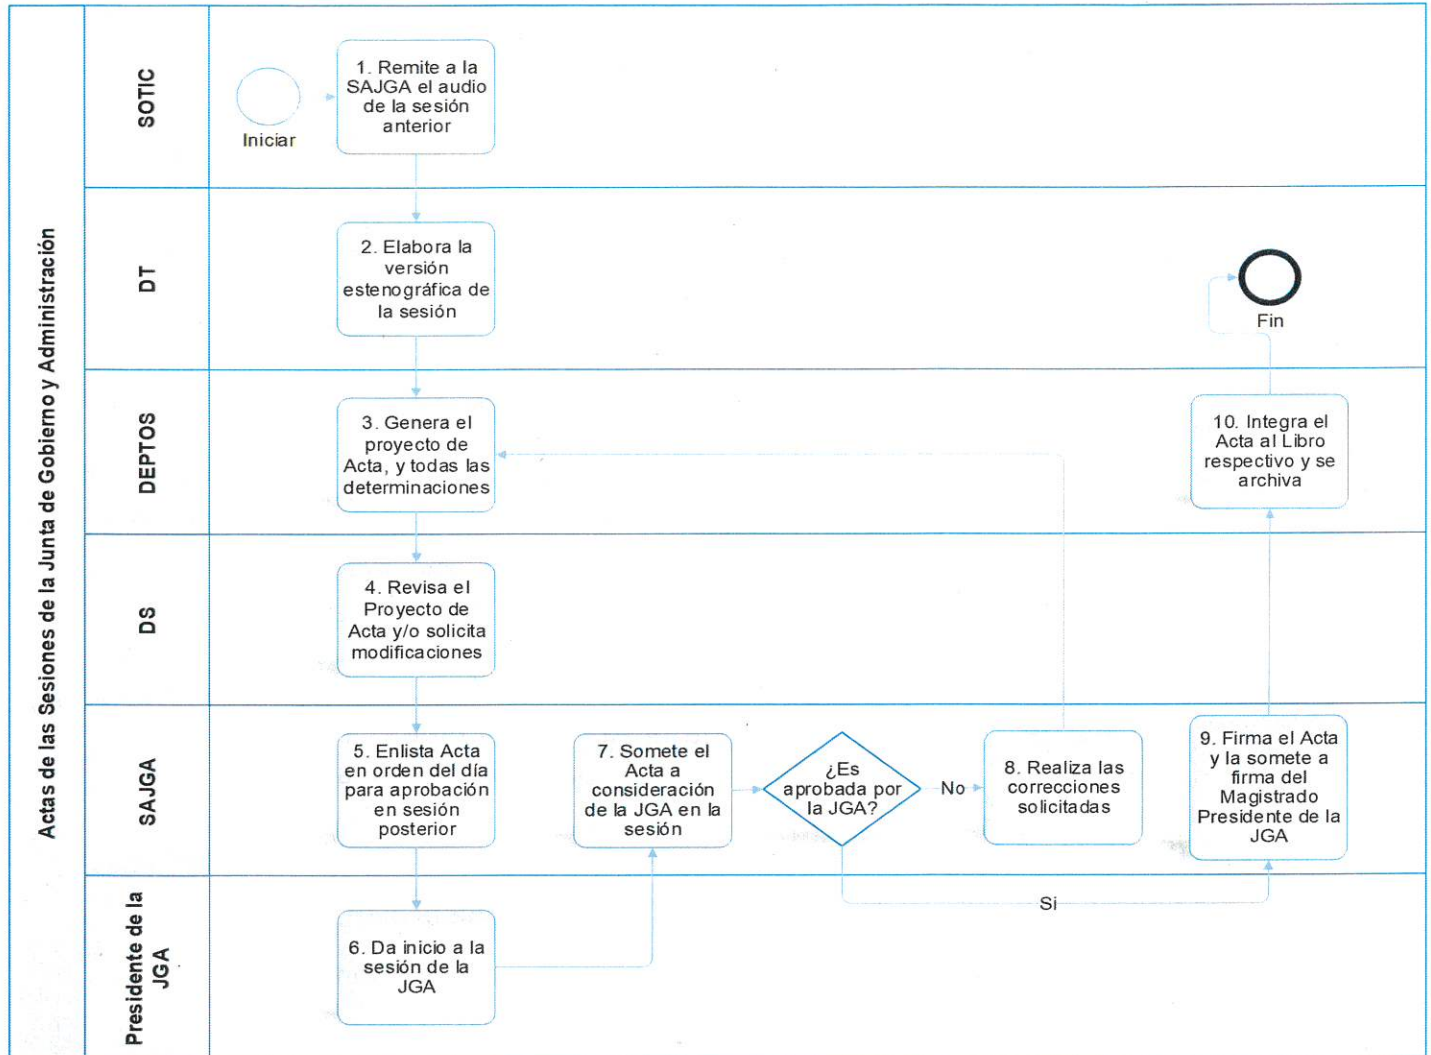 Actas de las Sesiones de la Junta de Gobierno y Administración
SOTIC
Iniciar
1. Remite a la
SAJGA el audio
de la sesión
anterior
DT
2. Elabora la
versión
estenográfica de
la sesión
Fin
DEPTOS
3. Genera el
proyecto de
Acta, y todas las
determinaciones
10. Integra el
Acta al Libro
respectivo y se
archiva
DS
4. Revisa el
Proyecto de
Acta y/o solicita
modificaciones
SAJGA
5. Enlista Acta
en orden del día
para aprobación
en sesión
posterior
7. Somete el
Acta a
consideración
de la JGA en la
sesión
¿Es
aprobada por
la JGA?
No
8. Realiza las
correcciones
solicitadas
9. Firma el Acta
y la somete a
firma del
Magistrado
Presidente de la
JGA
Si
Presidente de la
JGA
6. Da inicio a la
sesión de la
JGA